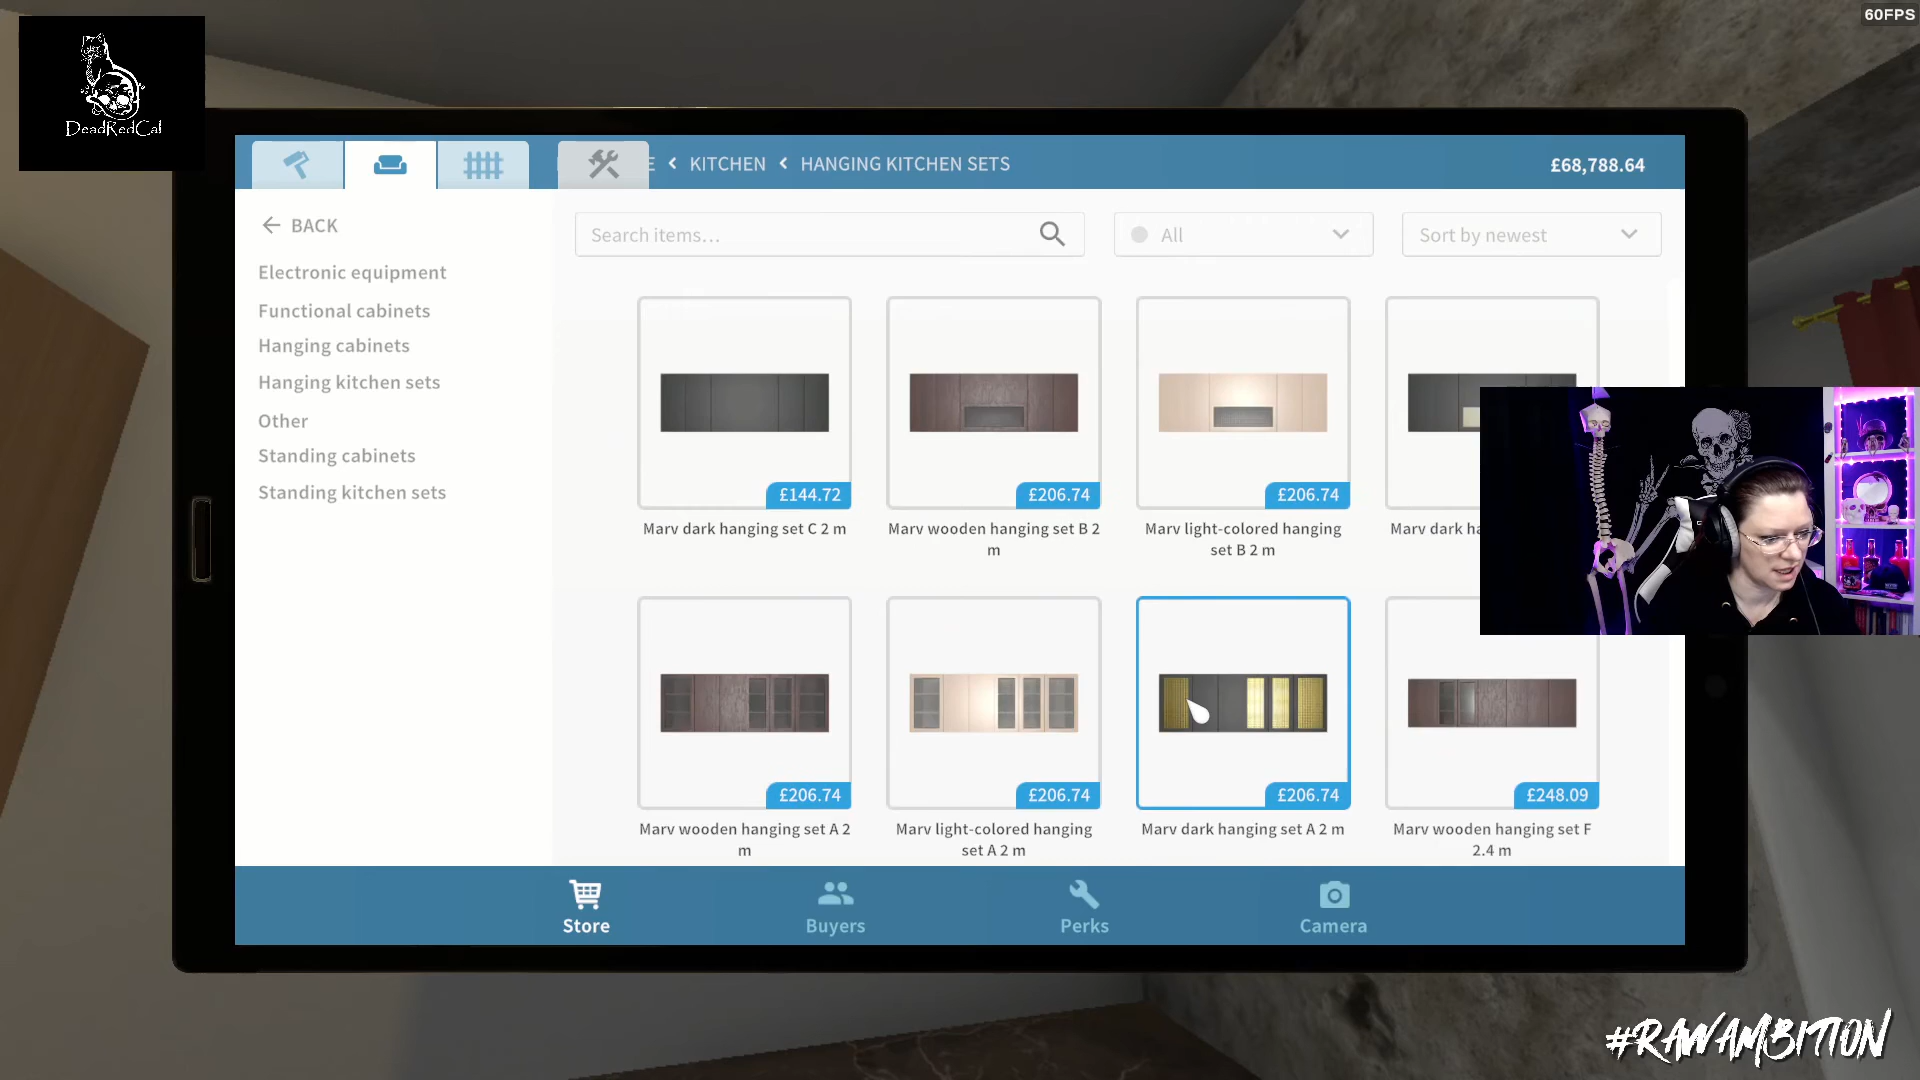 60FPS
DeadRedCal
KITCHEN
HANGING KITCHEN SETS
£68,788.64
BACK
Search items...
All
Sort by newest
Electronic equipment
Functional cabinets
Hanging cabinets
Hanging kitchen sets
Other
Standing cabinets
Standing kitchen sets
£144.72
£206.74
£206.74
Marv dark hanging set C 2 m
Marv wooden hanging set B 2
m
Marv light-colored hanging
set B 2 m
Marv dark
£206.74
£206.74
£206.74
£248.09
Marv wooden hanging set A 2
m
Marv light-colored hanging
set A 2 m
Marv dark hanging set A 2 m
Marv wooden hanging set F
2.4 m
Store
Buyers
Perks
Camera
#RAWAMBITION